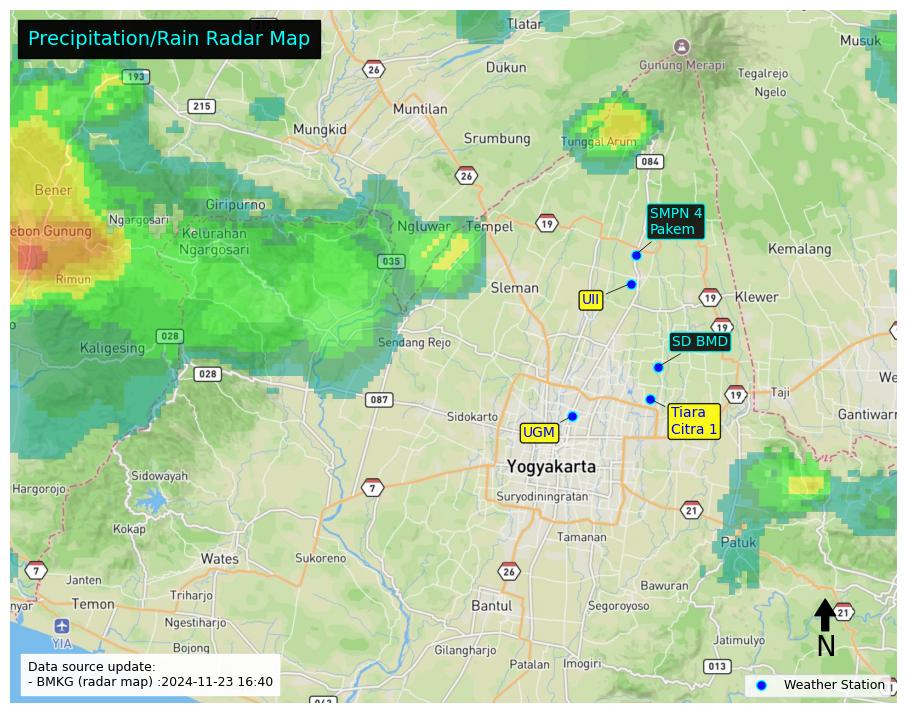 Precipitation/Rain Radar Map
Tlatar
Musuk
26
Gunung Merapi
Dukun
193
Tegalrejo
Ngelo
215
Muntilan
Mungkid
Srumbung
Tunggal Arum
084
26
Bener
Giripurno
Ngargosari
Ngluwar
Tempel
19
SMPN 4
Pakem
ebon Gunung
Kelurahan
Ngargosari
Kemalang
035
Rimun
Sleman
UII
19
Klewer
19
028
Kaligesing
Sendang Rejo
SD BMD
028
087
19
Taji
We
Sidokarto
Tiara
Citra 1
Gantiwarn
UGM
Yogyakarta
Sidowayah
Hargorojo
7
Suryodiningratan
21
Kokap
Tamanan
Patuk
Wates
Sukoreno
7
26
Janten
Bawuran
nyar
Temon
Triharjo
Bantul
Segoroyoso
21
Ngestiharjo
YIA
N
Bojong
Gilangharjo
Jatimulyo
Patalan
Imogiri
013
Data source update:
- BMKG (radar map) :2024-11-23 16:40
Weather Station